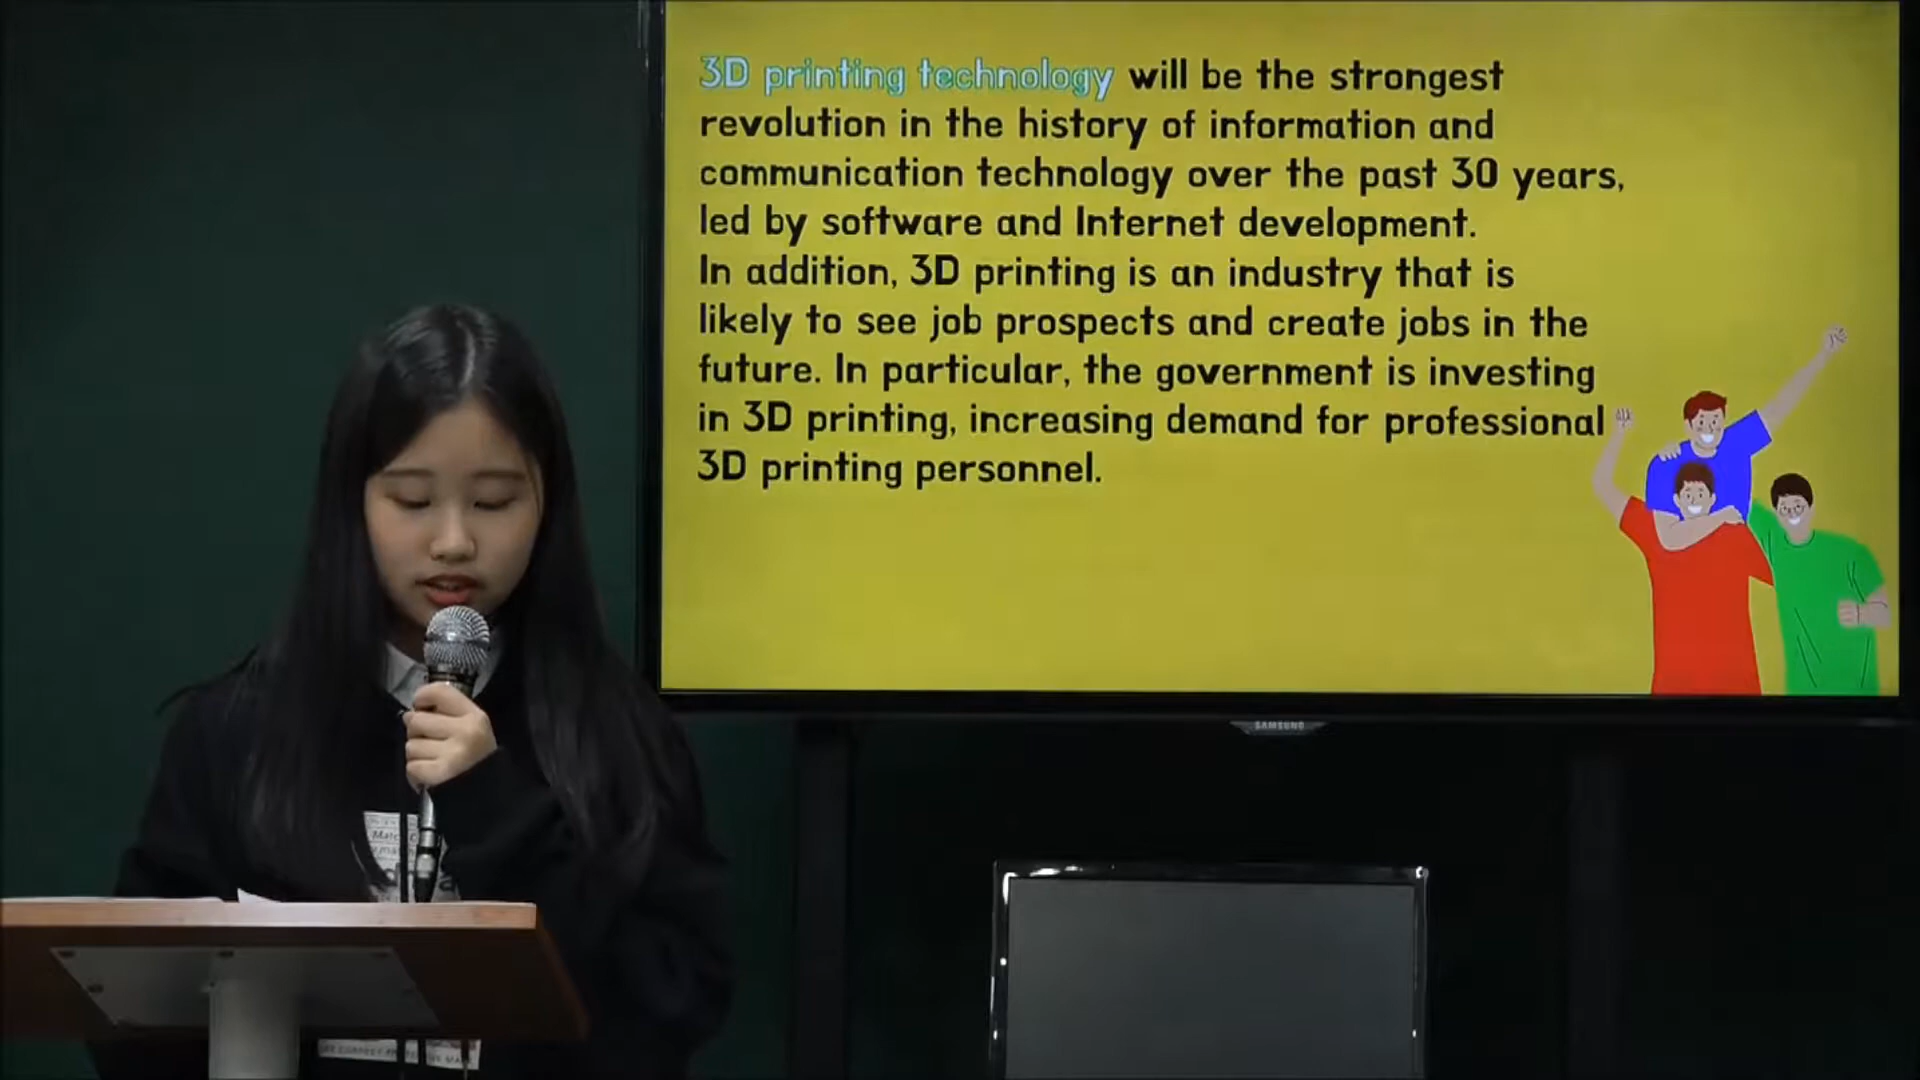 3D printing technology will be the strongest
revolution in the history of information and
communication technology over the past 30 years,
led by software and Internet development.
In addition, 3D printing is an industry that is
likely to see job prospects and create jobs in the
future. In particular, the government is investing
in 3D printing, increasing demand for professional
3D printing personnel.
SAMSUNG